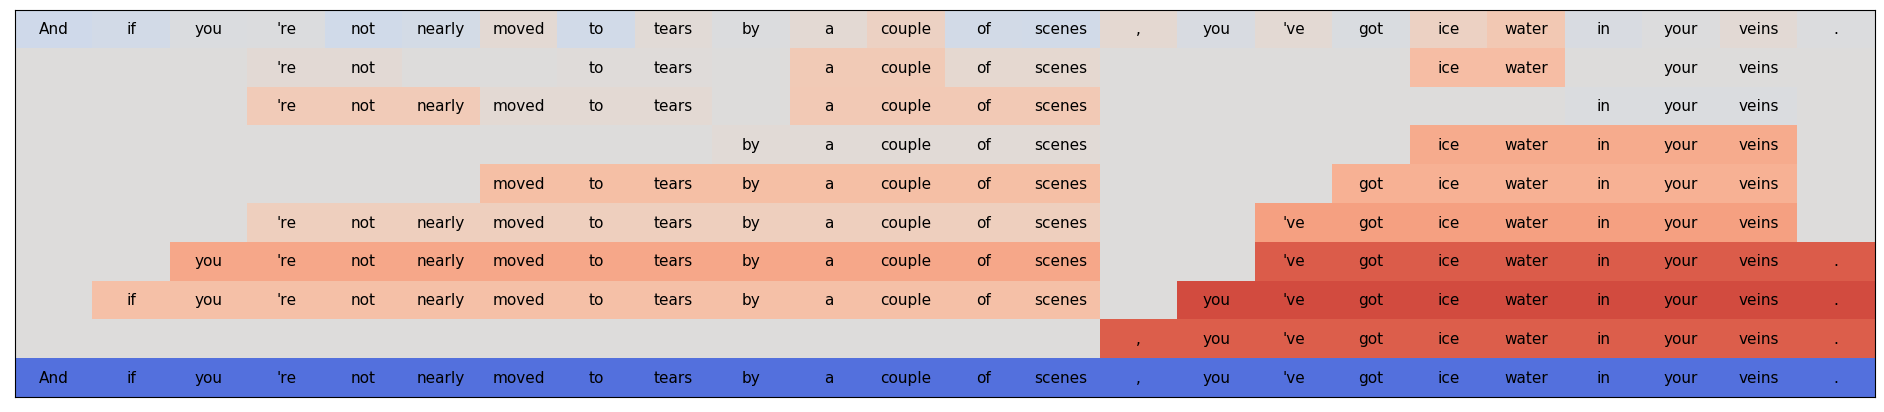 And if you 're not nearly moved to tears by a couple of scenes , you 've got ice water in your veins .
're not to tears a couple of scenes ice water your veins
're not nearly moved to tears a couple of scenes in your veins
by a couple of scenes ice water in your veins
moved to tears by a couple of scenes got ice water in your veins
're not nearly moved to tears by a couple of scenes 've got ice water in your veins
you 're not nearly moved to tears by a couple of scenes 've got ice water in your veins .
if you 're not nearly moved to tears by a couple of scenes you 've got ice water in your veins .
, you 've got ice water in your veins .
And if you 're not nearly moved to tears by a couple of scenes , you 've got ice water in your veins .